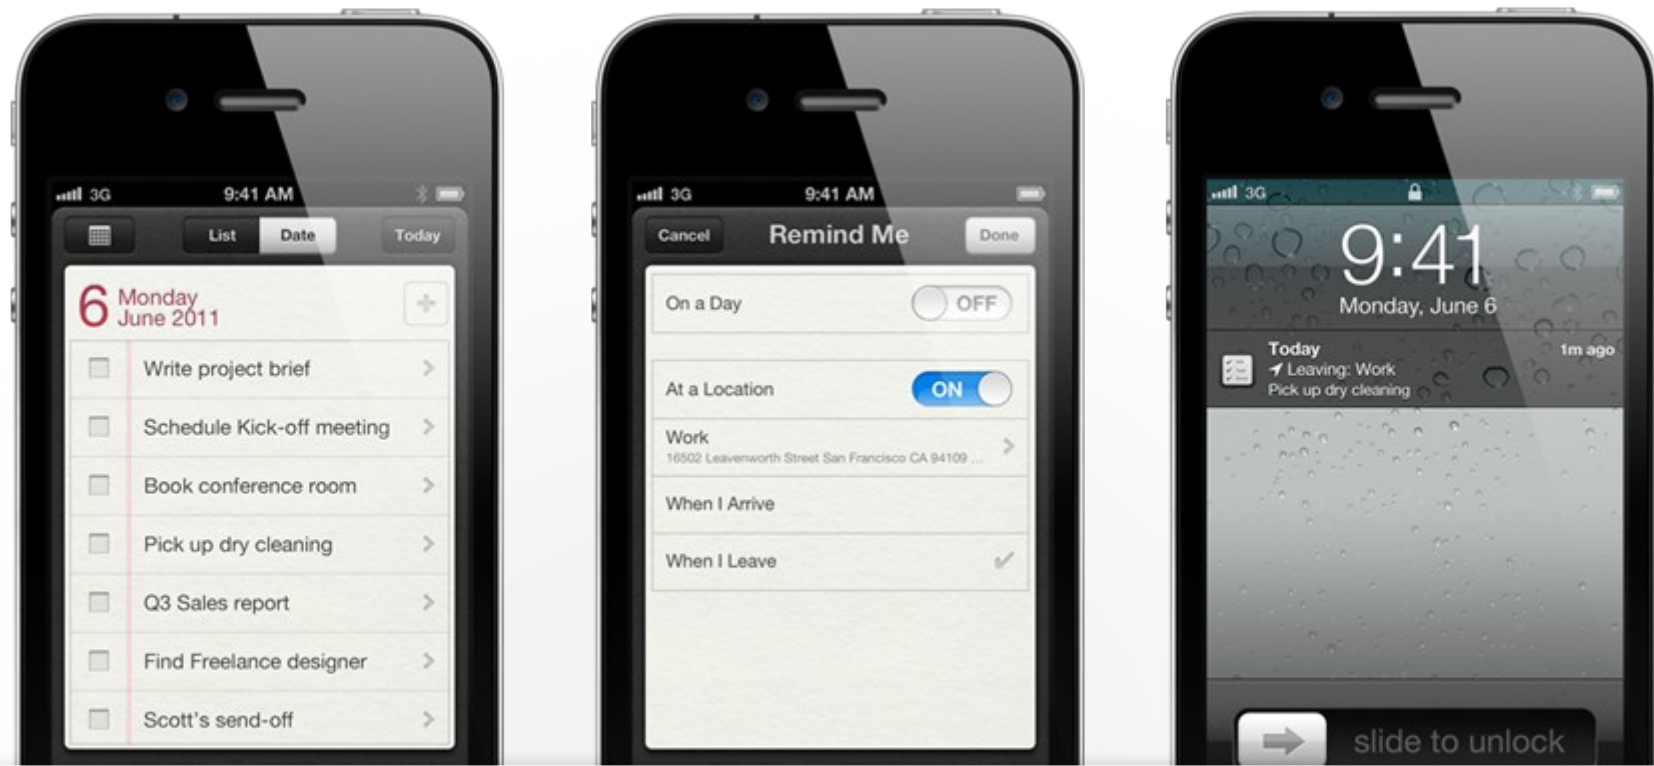 3G 9:41 AM
List Date Today
6 Monday
June 2011
Write project brief
Schedule Kick-off meeting
Book conference room
Pick up dry cleaning
Q3 Sales report
Find Freelance designer
Scott's send-off
3G 9:41 AM
Cancel Remind Me Done
On a Day OFF
At a Location ON
Work
16502 Leavenworth Street San Francisco CA 94109 ...
When I Arrive
When I Leave
3G
9:41
Monday, June 6
Today 1m ago
Leaving: Work
Pick up dry cleaning
slide to unlock